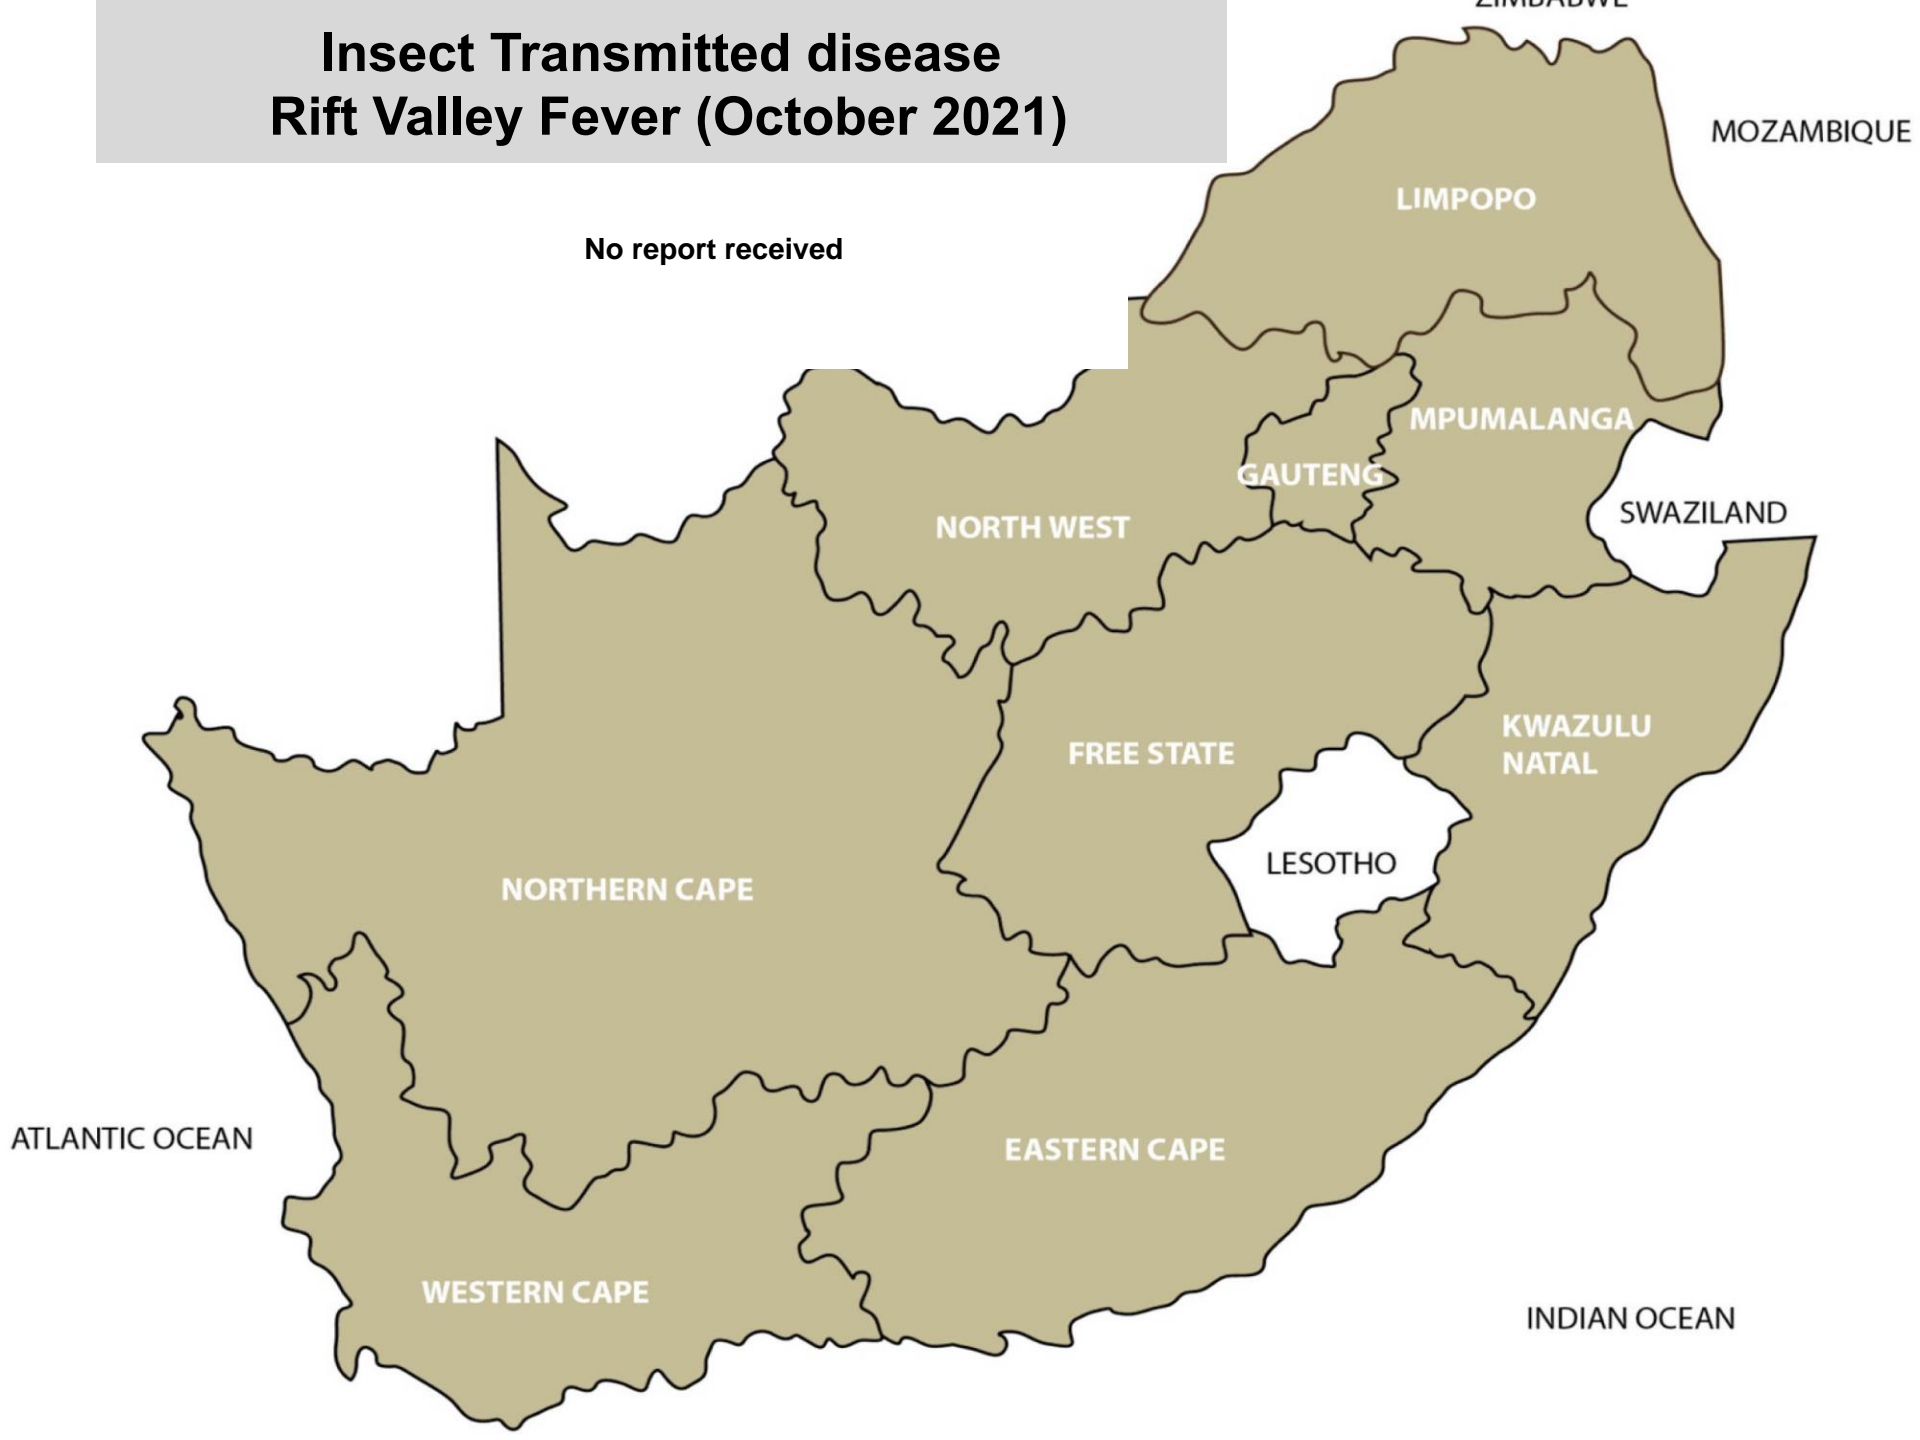 ZIMBABWE
Insect Transmitted disease
Rift Valley Fever (October 2021)
MOZAMBIQUE
LIMPOPO
No report received
MPUMALANGA
GAUTENG
SWAZILAND
NORTH WEST
KWAZULU
NATAL
FREE STATE
LESOTHO
NORTHERN CAPE
ATLANTIC OCEAN
EASTERN CAPE
WESTERN CAPE
INDIAN OCEAN